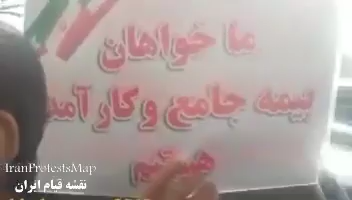 ما خواهان
بیمه جامع و کارآمد
هستیم
IranProtestsMap
نقشه قیام ایران